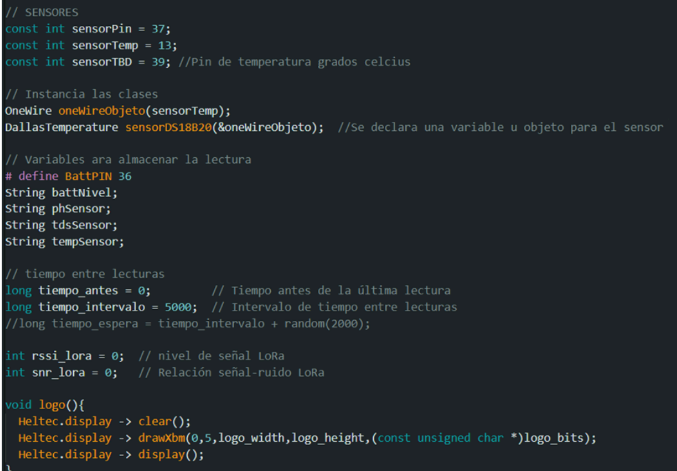 // SENSORES
const int sensorPin = 37;
const int sensorTemp = 13;
const int sensorTBD = 39; //Pin de temperatura grados celcius
// Instancia las clases
OneWire oneWireObjeto(sensorTemp);
DallasTemperature sensorDS18B20(&oneWireObjeto);  //Se declara una variable u objeto para el sensor
// Variables ara almacenar la lectura
# define BattPIN 36
String battNivel;
String phSensor;
String tdsSensor;
String tempSensor;
// tiempo entre lecturas
long tiempo_antes = 0;         // Tiempo antes de la última lectura
long tiempo_intervalo = 5000;  // Intervalo de tiempo entre lecturas
//long tiempo_espera = tiempo_intervalo + random(2000);
int rssi_lora = 0;  // nivel de señal LoRa
int snr_lora = 0;   // Relación señal-ruido LoRa
void logo(){
  Heltec.display -> clear();
  Heltec.display -> drawXbm(0,5,logo_width,logo_height,(const unsigned char *)logo_bits);
  Heltec.display -> display();
}